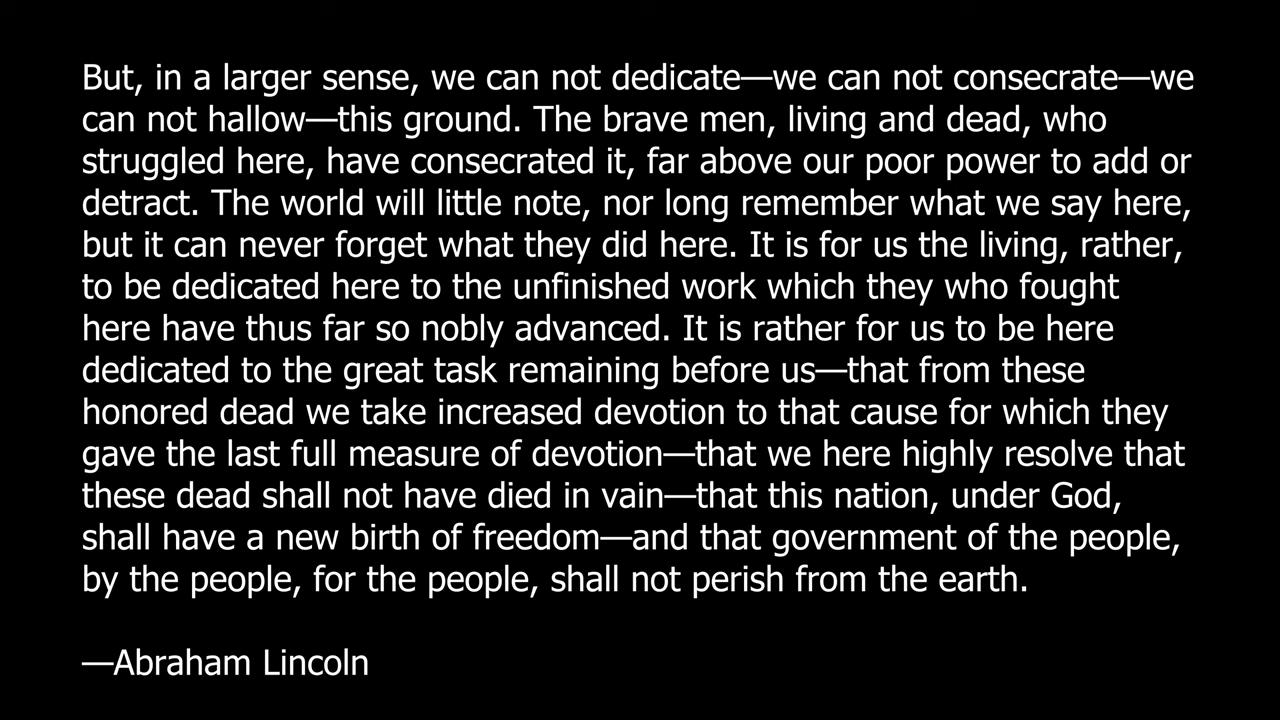 But, in a larger sense, we can not dedicate—we can not consecrate—we
can not hallow—this ground. The brave men, living and dead, who
struggled here, have consecrated it, far above our poor power to add or
detract. The world will little note, nor long remember what we say here,
but it can never forget what they did here. It is for us the living, rather,
to be dedicated here to the unfinished work which they who fought
here have thus far so nobly advanced. It is rather for us to be here
dedicated to the great task remaining before us—that from these
honored dead we take increased devotion to that cause for which they
gave the last full measure of devotion—that we here highly resolve that
these dead shall not have died in vain—that this nation, under God,
shall have a new birth of freedom—and that government of the people,
by the people, for the people, shall not perish from the earth.
—Abraham Lincoln